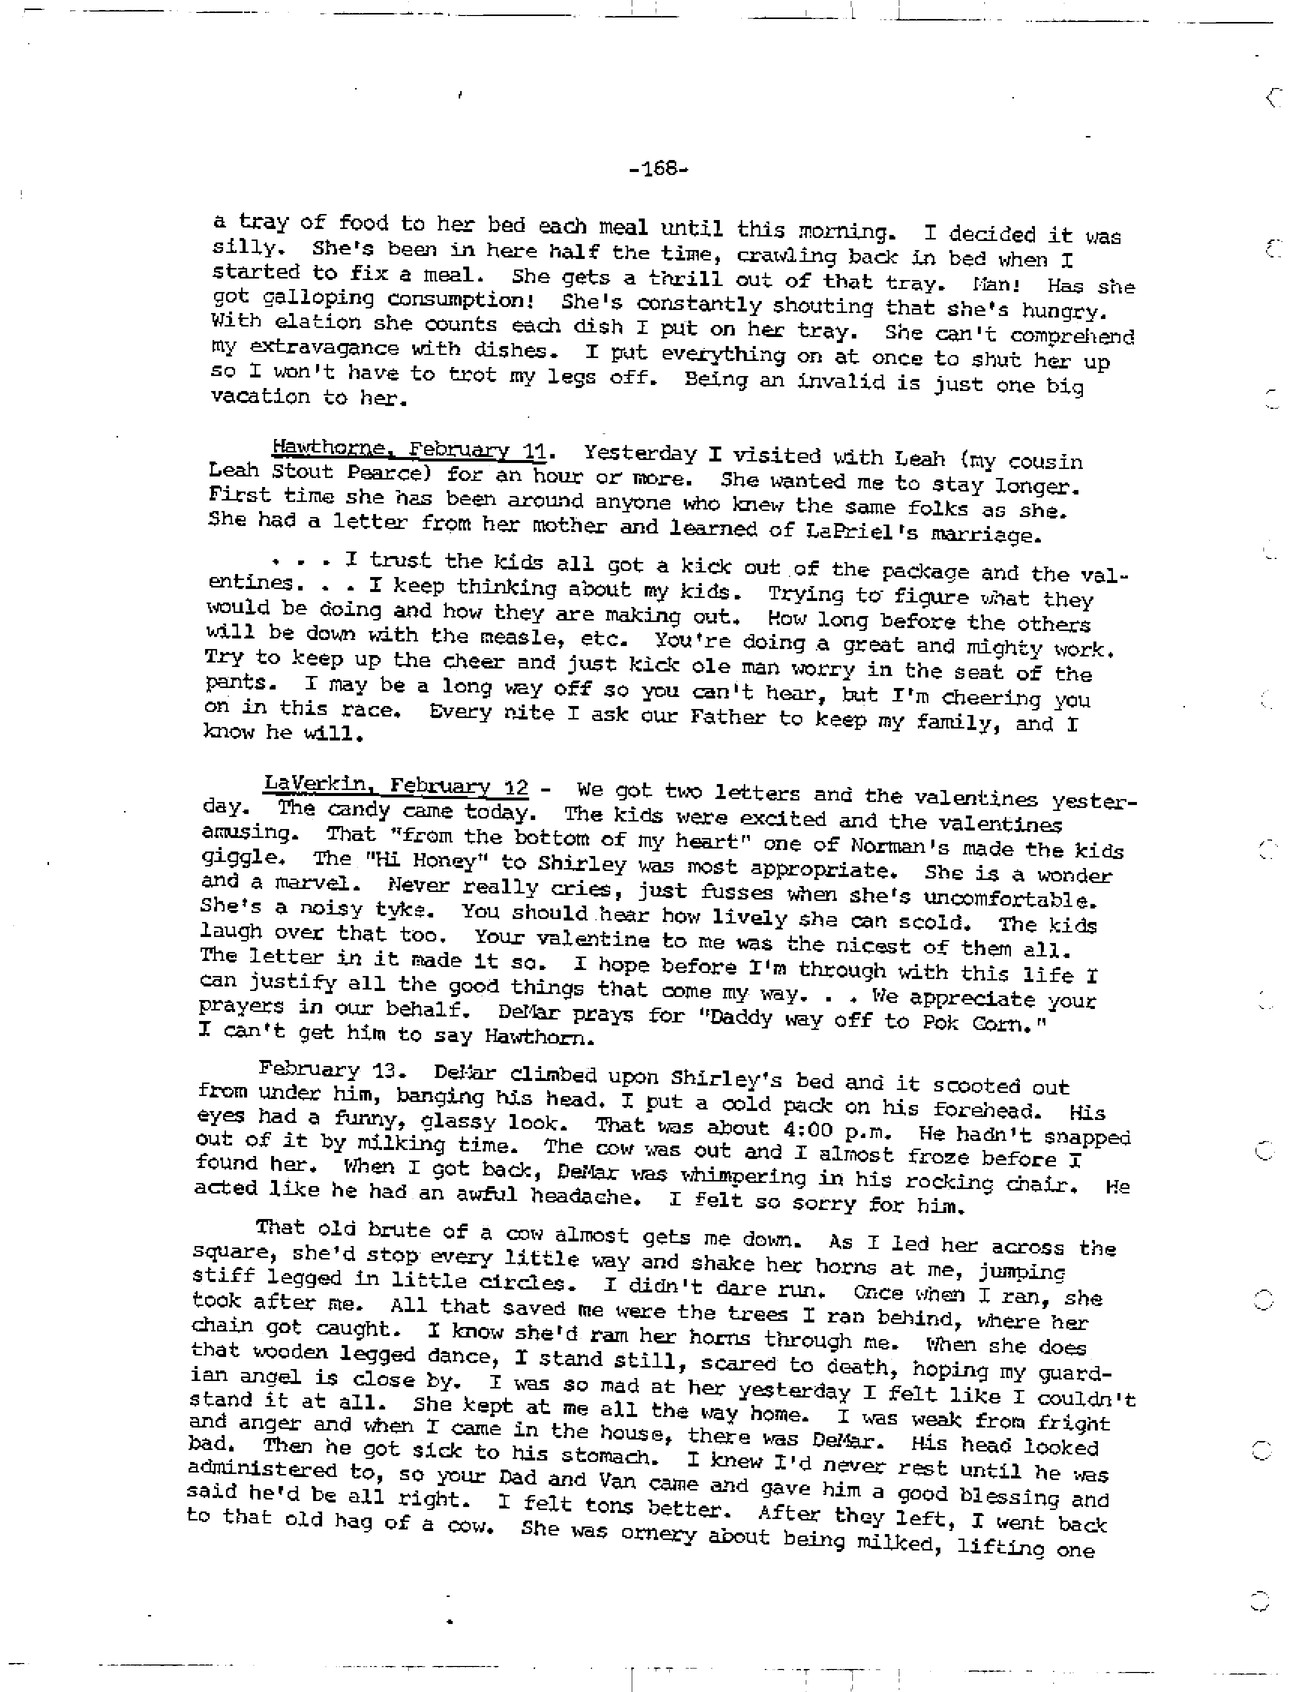 -168-
a tray of food to her bed each meal until this morning. I decided it was
silly. She's been in here half the time, crawling back in bed when I
started to fix a meal. She gets a thrill out of that tray. Man! Has she
got galloping consumption! She's constantly shouting that she's hungry.
With elation she counts each dish I put on her tray. She can't comprehend
my extravagance with dishes. I put everything on at once to shut her up
so I won't have to trot my legs off. Being an invalid is just one big
vacation to her.
Hawthorne, February 11. Yesterday I visited with Leah (my cousin
Leah Stout Pearce) for an hour or more. She wanted me to stay longer.
First time she has been around anyone who knew the same folks as she.
She had a letter from her mother and learned of LaPriel's marriage.
. . . I trust the kids all got a kick out of the package and the val-
entines. . . I keep thinking about my kids. Trying to figure what they
would be doing and how they are making out. How long before the others
will be down with the measle, etc. You're doing a great and mighty work.
Try to keep up the cheer and just kick ole man worry in the seat of the
pants. I may be a long way off so you can't hear, but I'm cheering you
on in this race. Every nite I ask our Father to keep my family, and I
know he will.
LaVerkin, February 12 - We got two letters and the valentines yester-
day. The candy came today. The kids were excited and the valentines
amusing. That "from the bottom of my heart" one of Norman's made the kids
giggle. The "Hi Honey" to Shirley was most appropriate. She is a wonder
and a marvel. Never really cries, just fusses when she's uncomfortable.
She's a noisy tyke. You should hear how lively she can scold. The kids
laugh over that too. Your valentine to me was the nicest of them all.
The letter in it made it so. I hope before I'm through with this life I
can justify all the good things that come my way. . . We appreciate your
prayers in our behalf. DeMar prays for "Daddy way off to Pok Corn."
I can't get him to say Hawthorn.
February 13. DeMar climbed upon Shirley's bed and it scooted out
from under him, banging his head. I put a cold pack on his forehead. His
eyes had a funny, glassy look. That was about 4:00 p.m. He hadn't snapped
out of it by milking time. The cow was out and I almost froze before I
found her. When I got back, DeMar was whimpering in his rocking chair. He
acted like he had an awful headache. I felt so sorry for him.
That old brute of a cow almost gets me down. As I led her across the
square, she'd stop every little way and shake her horns at me, jumping
stiff legged in little circles. I didn't dare run. Once when I ran, she
took after me. All that saved me were the trees I ran behind, where her
chain got caught. I know she'd ram her horns through me. When she does
that wooden legged dance, I stand still, scared to death, hoping my guard-
ian angel is close by. I was so mad at her yesterday I felt like I couldn't
stand it at all. She kept at me all the way home. I was weak from fright
and anger and when I came in the house, there was DeMar. His head looked
bad. Then he got sick to his stomach. I knew I'd never rest until he was
administered to, so your Dad and Van came and gave him a good blessing and
said he'd be all right. I felt tons better. After they left, I went back
to that old hag of a cow. She was ornery about being milked, lifting one